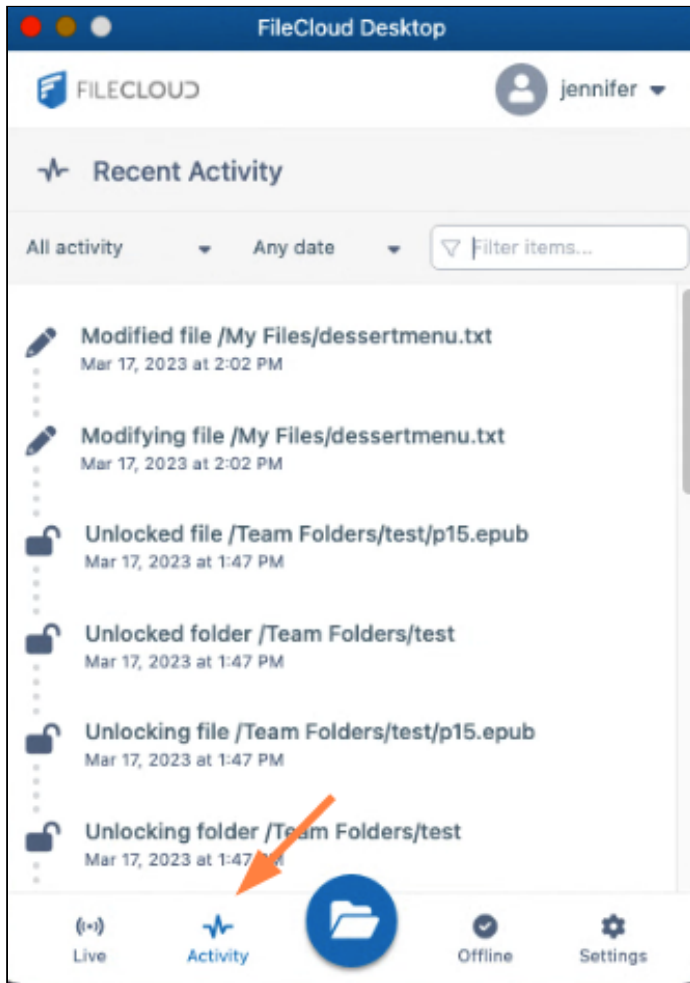 FileCloud Desktop
FILECLOUD
jennifer
Recent Activity
All activity Any date Filter items...
Modified file /My Files/dessertmenu.txt
Mar 17, 2023 at 2:02 PM
Modifying file /My Files/dessertmenu.txt
Mar 17, 2023 at 2:02 PM
Unlocked file /Team Folders/test/p15.epub
Mar 17, 2023 at 1:47 PM
Unlocked folder /Team Folders/test
Mar 17, 2023 at 1:47 PM
Unlocking file /Team Folders/test/p15.epub
Mar 17, 2023 at 1:47 PM
Unlocking folder /Team Folders/test
Mar 17, 2023 at 1:47 PM
Live Activity Offline Settings